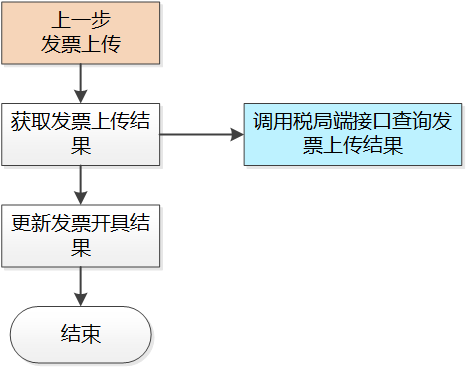 上一步
发票上传
获取发票上传结
果
调用税局端接口查询发
票上传结果
更新发票开具结
果
结束